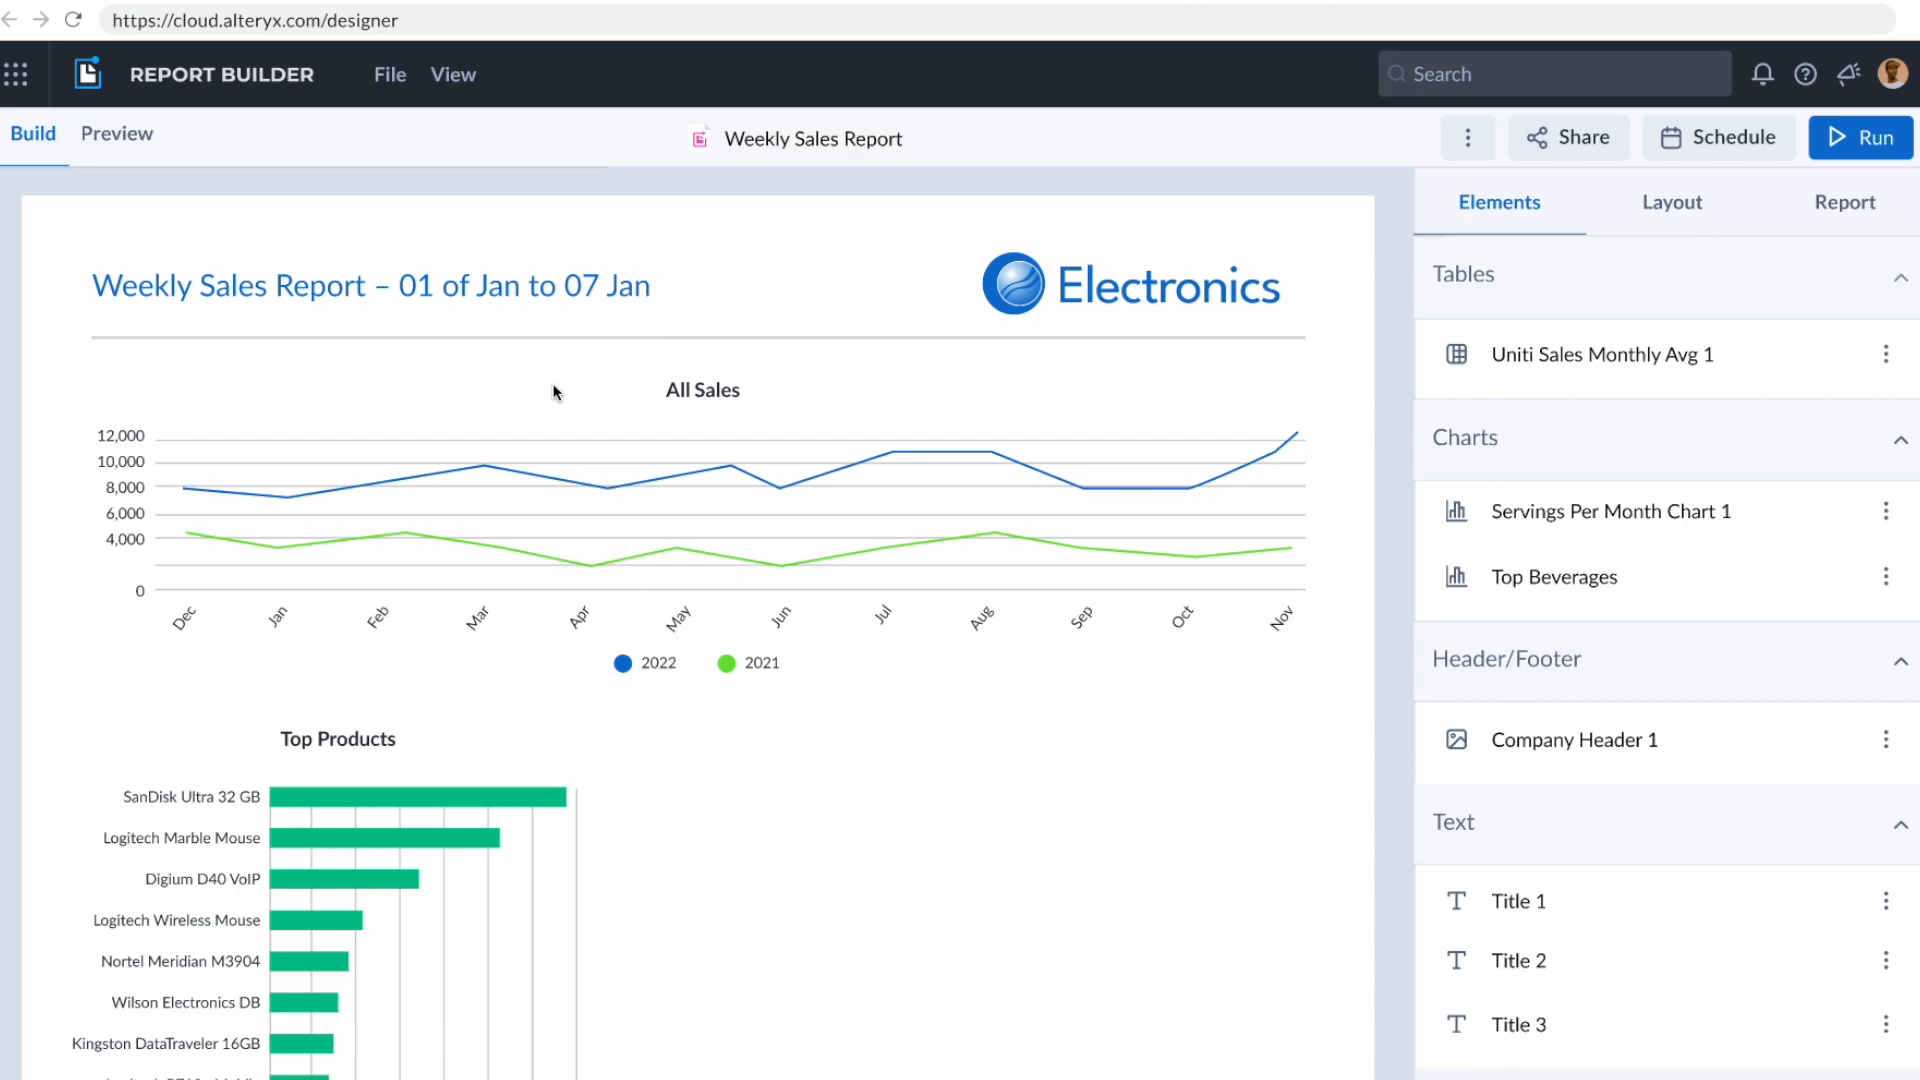 https://cloud.alteryx.com/designer
REPORT BUILDER File View Search
Build Preview Weekly Sales Report Share Schedule Run
Elements Layout Report
Weekly Sales Report – 01 of Jan to 07 Jan
Electronics
All Sales
12,000
10,000
8,000
6,000
4,000
0
Dec Jan Feb Mar Apr May Jun Jul Aug Sep Oct Nov
2022 2021
Top Products
SanDisk Ultra 32 GB
Logitech Marble Mouse
Digium D40 VoIP
Logitech Wireless Mouse
Nortel Meridian M3904
Wilson Electronics DB
Kingston DataTraveler 16GB
Tables
Uniti Sales Monthly Avg 1
Charts
Servings Per Month Chart 1
Top Beverages
Header/Footer
Company Header 1
Text
Title 1
Title 2
Title 3